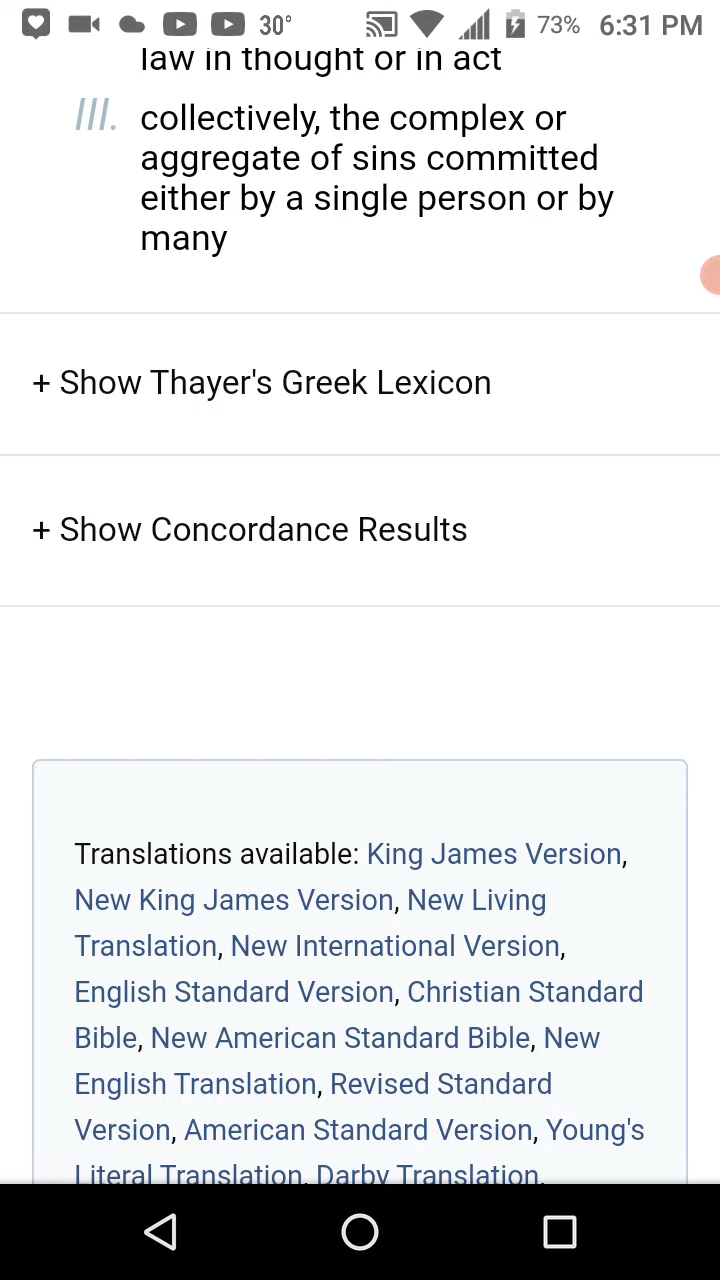 30° 73% 6:31 PM
law in thought or in act
III. collectively, the complex or
aggregate of sins committed
either by a single person or by
many
+ Show Thayer's Greek Lexicon
+ Show Concordance Results
Translations available: King James Version,
New King James Version, New Living
Translation, New International Version,
English Standard Version, Christian Standard
Bible, New American Standard Bible, New
English Translation, Revised Standard
Version, American Standard Version, Young's
Literal Translation, Darby Translation,